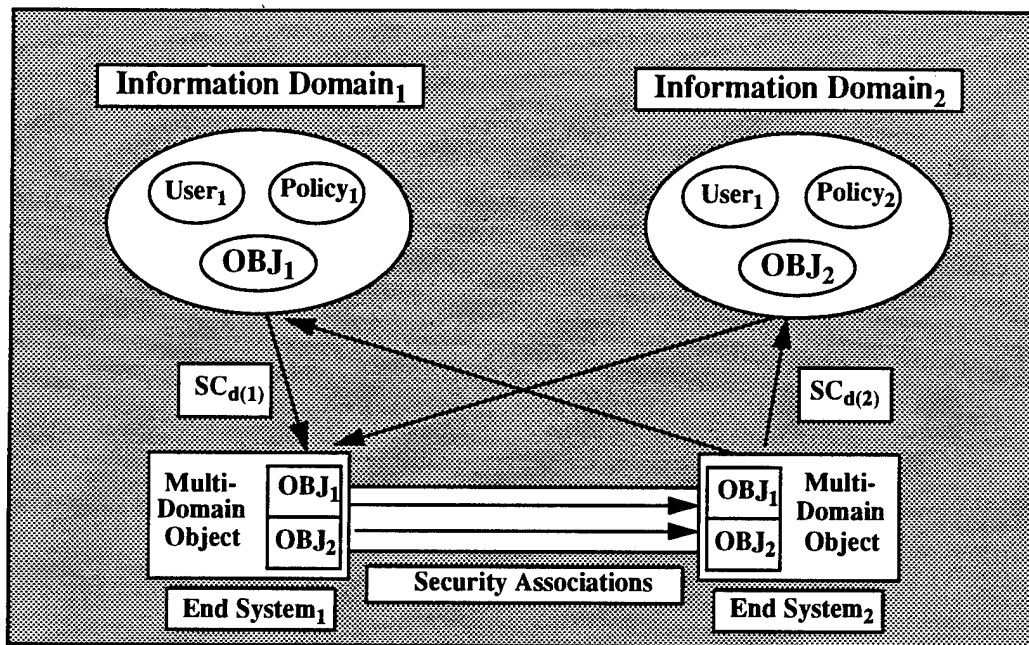 Information Domain₁
Information Domain₂
User₁
Policy₁
OBJ₁
User₁
Policy₂
OBJ₂
SC_d(1)
SC_d(2)
Multi-
Domain
Object
OBJ₁
OBJ₂
OBJ₁
OBJ₂
Multi-
Domain
Object
Security Associations
End System₁
End System₂